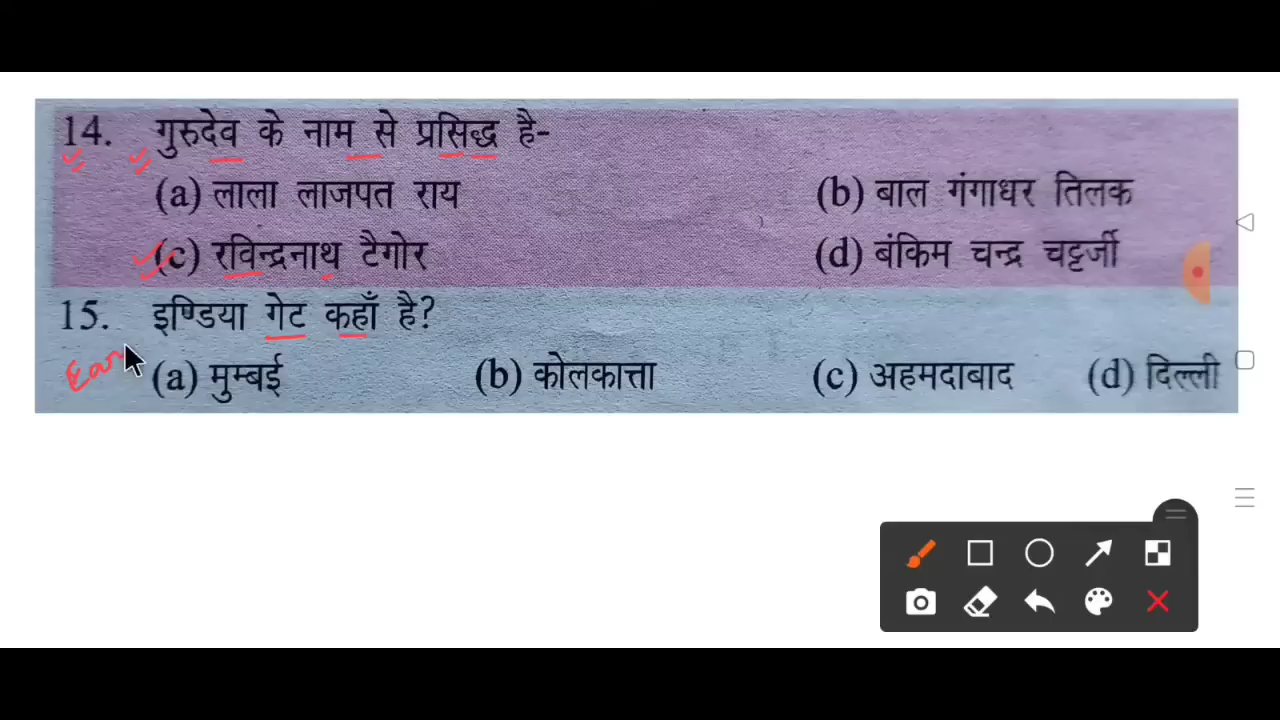 14. गुरुदेव के नाम से प्रसिद्ध है-
(a) लाला लाजपत राय (b) बाल गंगाधर तिलक
(c) रविन्द्रनाथ टैगोर (d) बंकिम चन्द्र चट्टर्जी
15. इण्डिया गेट कहाँ है?
(a) मुम्बई (b) कोलकात्ता (c) अहमदाबाद (d) दिल्ली